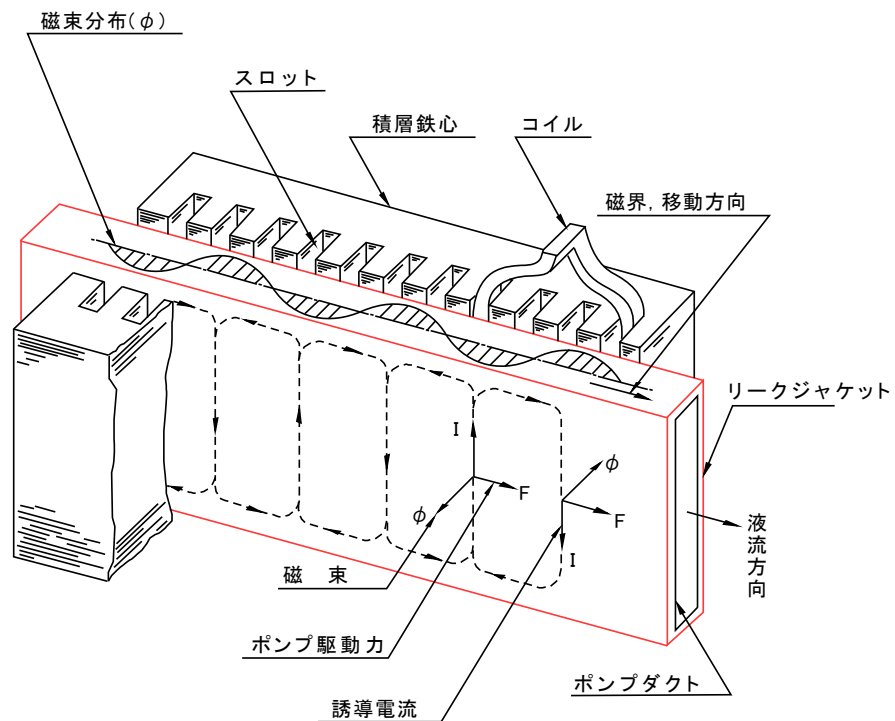 磁束分布(φ)
スロット
積層鉄心
コイル
磁界，移動方向
リークジャケット
I
φ
F
φ
F
I
液流方向
磁 束
ポンプ駆動力
ポンプダクト
誘導電流